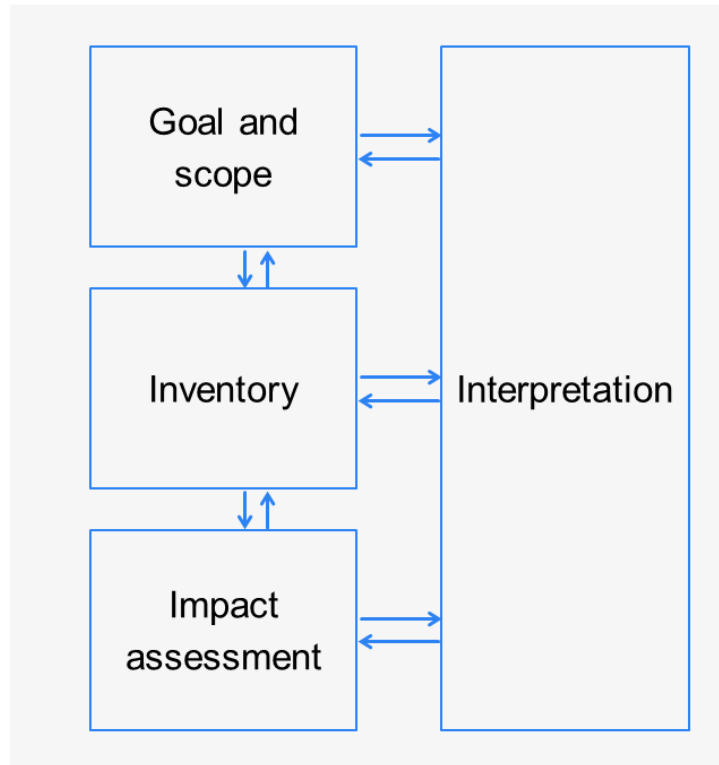 Goal and
scope
Inventory
Interpretation
Impact
assessment